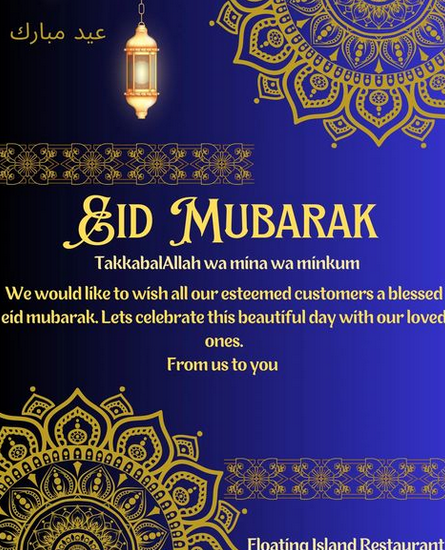 عيد مبارك
Eid Mubarak
TakkabalAllah wa mina wa minkum
We would like to wish all our esteemed customers a blessed
eid mubarak. Lets celebrate this beautiful day with our loved
ones.
From us to you
Floating Island Restaurant